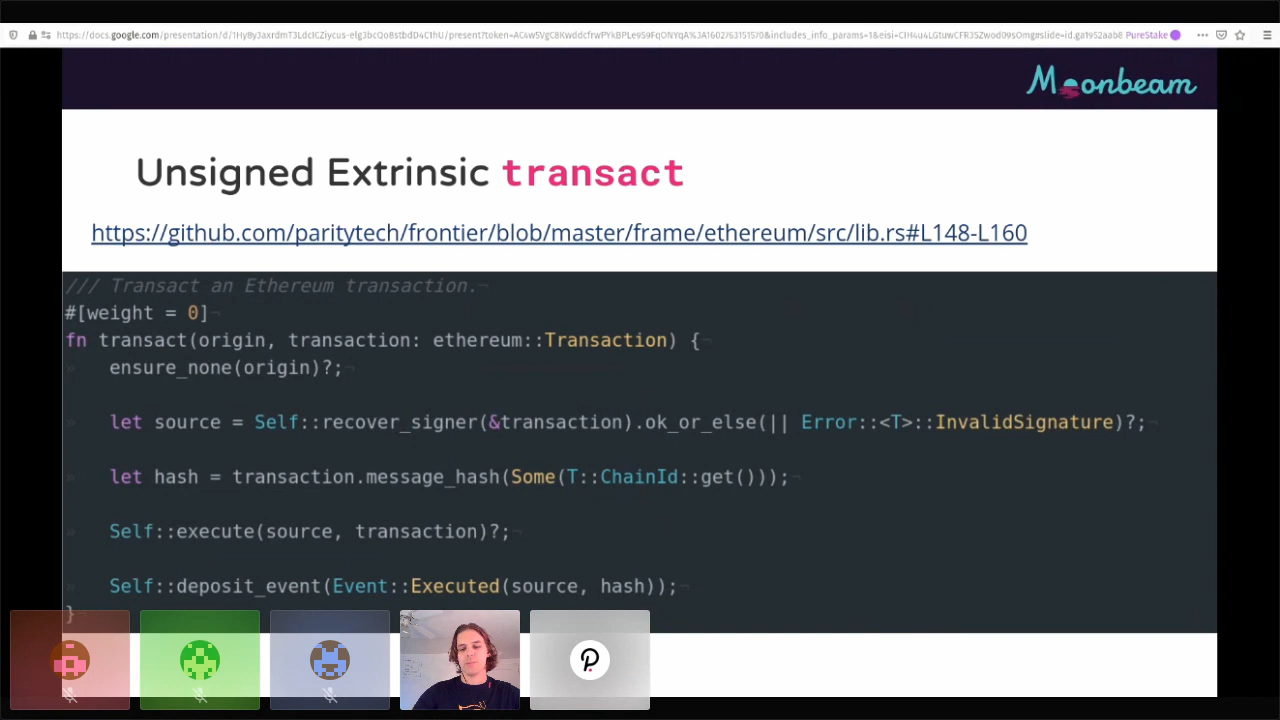 Moonbeam
Unsigned Extrinsic transact
https://github.com/paritytech/frontier/blob/master/frame/ethereum/src/lib.rs#L148-L160
/// Transact an Ethereum transaction.
#[weight = 0]
fn transact(origin, transaction: ethereum::Transaction) {
ensure_none(origin)?;
let source = Self::recover_signer(&transaction).ok_or_else(|| Error::<T>::InvalidSignature)?;
let hash = transaction.message_hash(Some(T::ChainId::get()));
Self::execute(source, transaction)?;
Self::deposit_event(Event::Executed(source, hash));
}